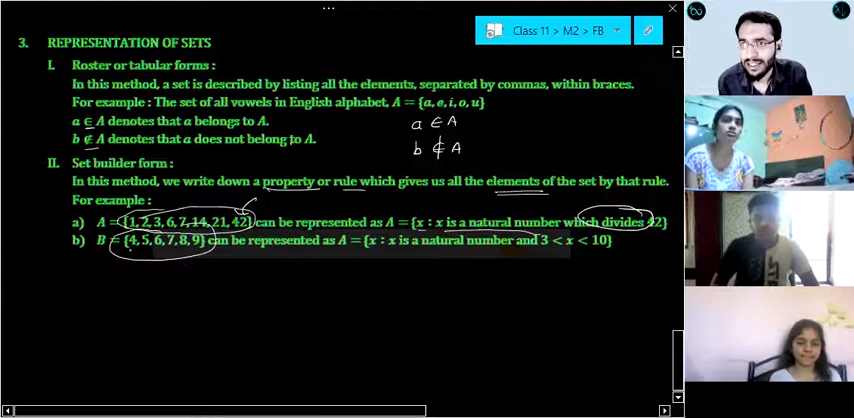 Class 11 > M2 > FB
3. REPRESENTATION OF SETS
I. Roster or tabular forms :
In this method, a set is described by listing all the elements, separated by commas, within braces.
For example : The set of all vowels in English alphabet, A = {a, e, i, o, u}
a ∈ A denotes that a belongs to A.
a ∈ A
b ∉ A denotes that a does not belong to A.
b ∉ A
II. Set builder form :
In this method, we write down a property or rule which gives us all the elements of the set by that rule.
For example :
a) A = {1, 2, 3, 6, 7, 14, 21, 42} can be represented as A = {x : x is a natural number which divides 42}
b) B = {4, 5, 6, 7, 8, 9} can be represented as A = {x : x is a natural number and 3 < x < 10}